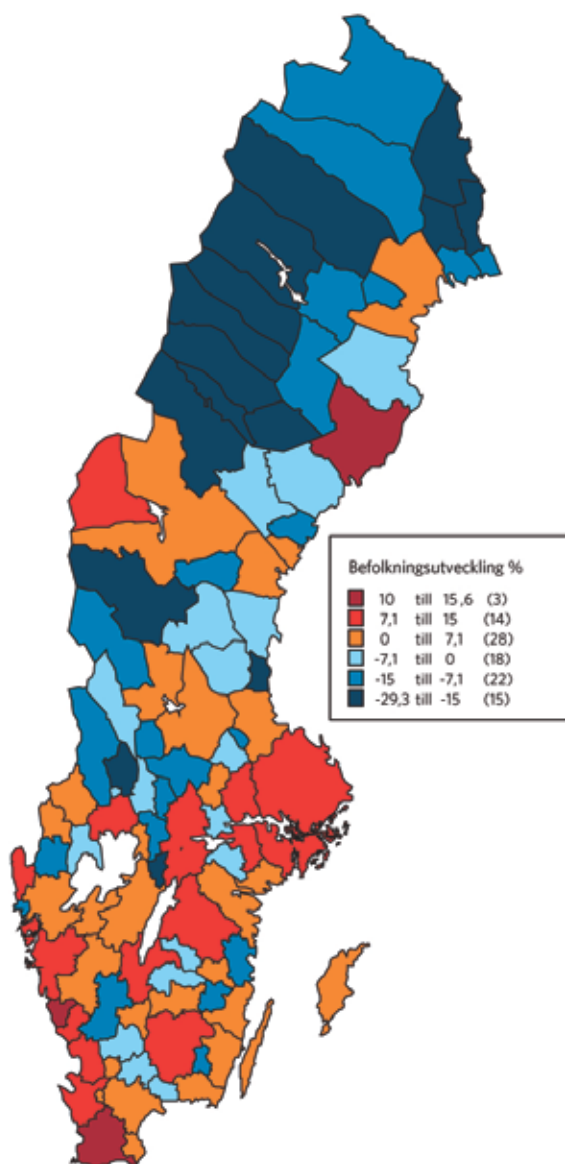 Befolkningsutveckling %
10 till 15,6 (3)
7,1 till 15 (14)
0 till 7,1 (28)
-7,1 till 0 (18)
-15 till -7,1 (22)
-29,3 till -15 (15)